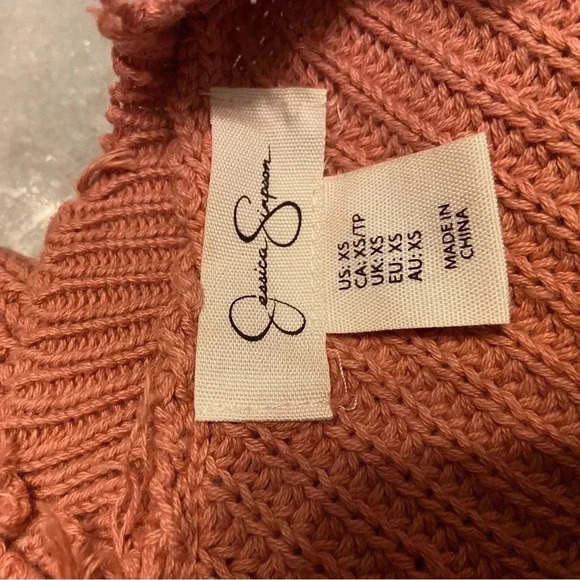 Jessica Simpson
US: XS
CA: XS/TP
UK: XS
EU: XS
AU: XS
MADE IN
CHINA